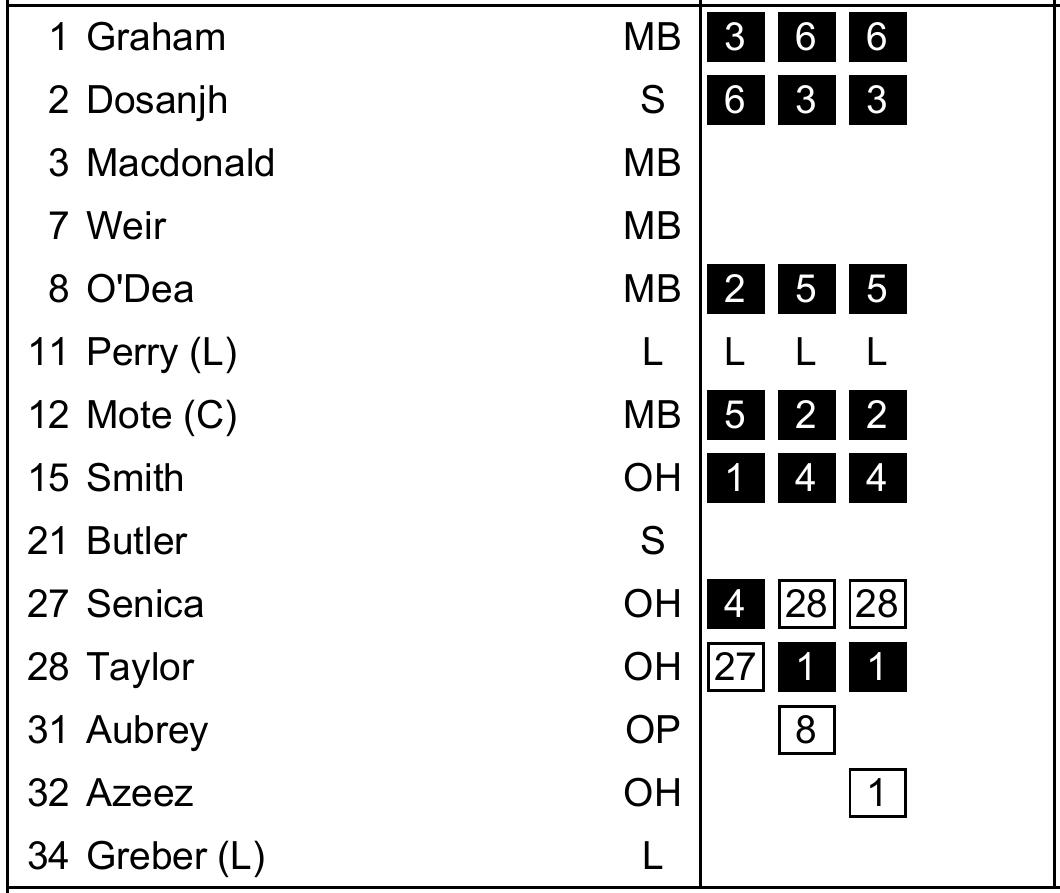 1 Graham MB 3 6 6
2 Dosanjh S 6 3 3
3 Macdonald MB
7 Weir MB
8 O'Dea MB 2 5 5
11 Perry (L) L L L L
12 Mote (C) MB 5 2 2
15 Smith OH 1 4 4
21 Butler S
27 Senica OH 4 28 28
28 Taylor OH 27 1 1
31 Aubrey OP 8
32 Azeez OH 1
34 Greber (L) L